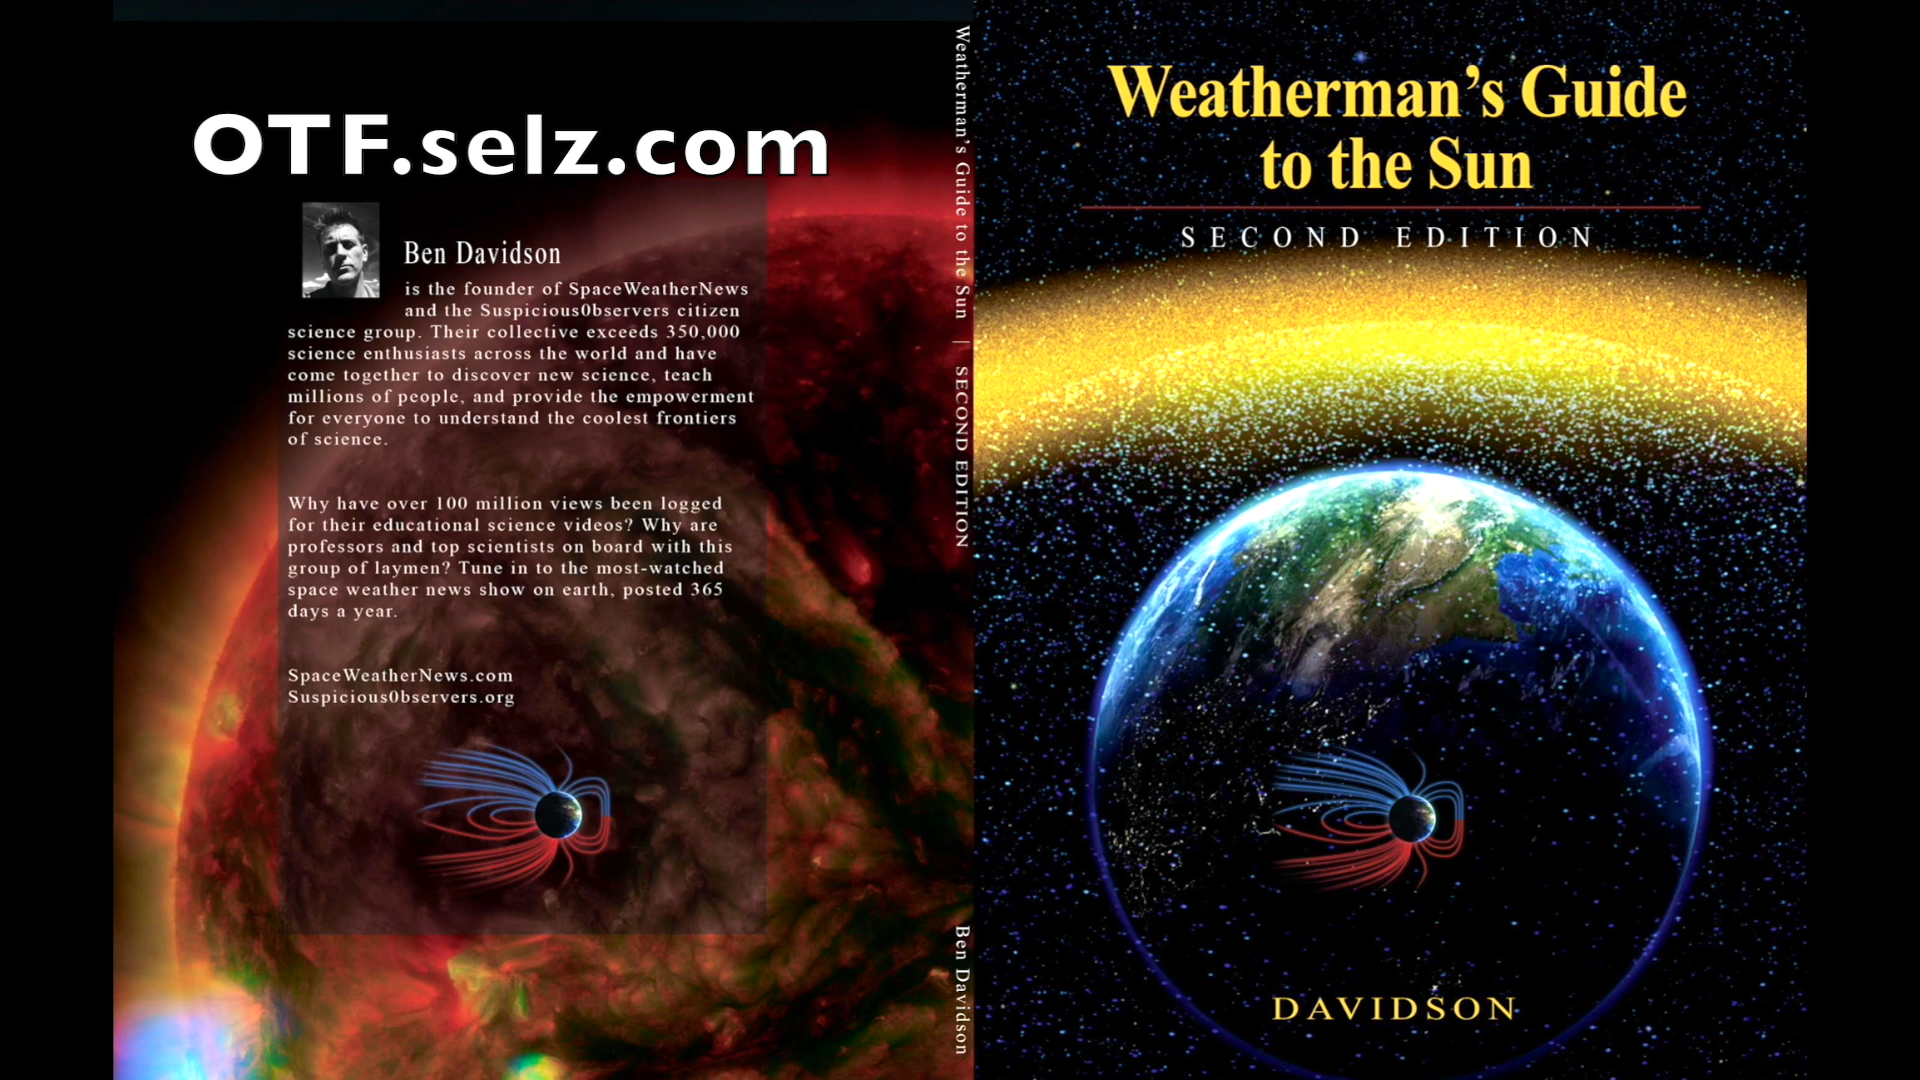 OTF.selz.com
Ben Davidson
is the founder of SpaceWeatherNews
and the Suspicious0bservers citizen
science group. Their collective exceeds 350,000
science enthusiasts across the world and have
come together to discover new science, teach
millions of people, and provide the empowerment
for everyone to understand the coolest frontiers
of science.
Why have over 100 million views been logged
for their educational science videos? Why are
professors and top scientists on board with this
group of laymen? Tune in to the most-watched
space weather news show on earth, posted 365
days a year.
SpaceWeatherNews.com
Suspicious0bservers.org
Weatherman's Guide to the Sun | SECOND EDITION Ben Davidson
Weatherman's Guide
to the Sun
SECOND EDITION
DAVIDSON